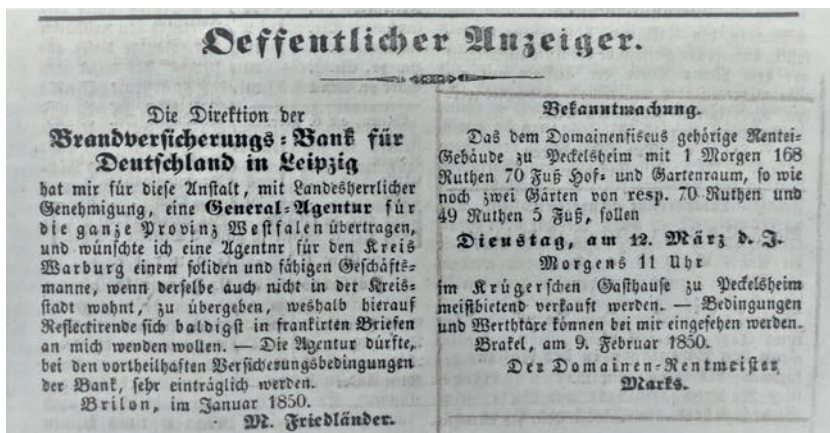 Oeffentlicher Anzeiger.
Die Direktion der
Brandversicherungs-Bank für
Deutschland in Leipzig
hat mir für diese Anstalt, mit Landesherrlicher
Genehmigung, eine General-Agentur für
die ganze Provinz Westfalen übertragen,
und wünschte ich eine Agentnr für den Kreis
Warburg einem soliden und fähigen Geschäfts-
manne, wenn derselbe auch nicht in der Kreis-
stadt wohnt, zu übergeben, weshalb hierauf
Reflectirende sich baldigst in frankirten Briefen
an mich wenden wollen. — Die Agentur dürfte,
bei den vortheilhaften Versicherungsbedingungen
der Bank, sehr einträglich werden.
Brilon, im Januar 1850.
M. Friedländer.
Bekanntmachung.
Das dem Domainenfiscus gehörige Rentei-
Gebäude zu Peckelsheim mit 1 Morgen 168
Ruthen 70 Fuß Hof- und Gartenraum, so wie
noch zwei Gärten von resp. 70 Ruthen und
49 Ruthen 5 Fuß, sollen
Dienstag, am 12. März d. J.
Morgens 11 Uhr
im Krügerschen Gasthause zu Peckelsheim
meistbietend verkauft werden. — Bedingungen
und Werthtaxe können bei mir eingesehen werden.
Brakel, am 9. Februar 1850.
Der Domainen-Rentmeister
Marks.